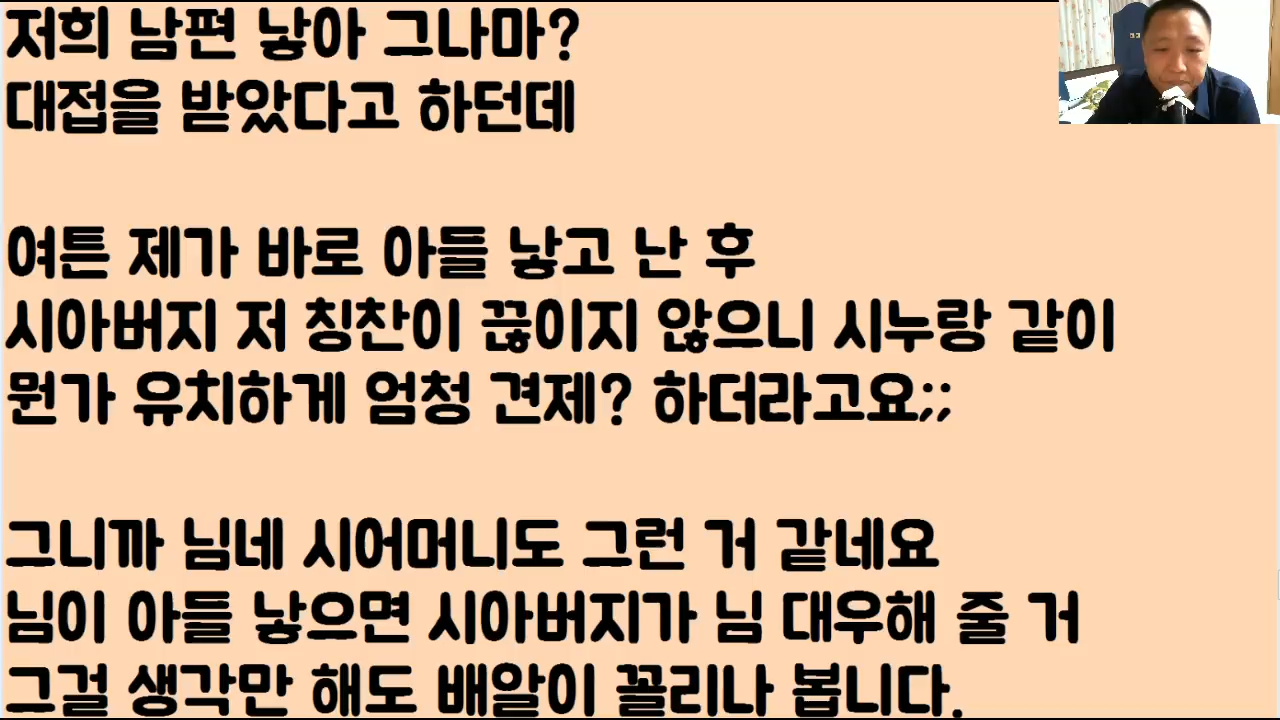 저희 남편 낳아 그나마?
대접을 받았다고 하던데
여튼 제가 바로 아들 낳고 난 후
시아버지 저 칭찬이 끊이지 않으니 시누랑 같이
뭔가 유치하게 엄청 견제? 하더라고요;;
그니까 님네 시어머니도 그런 거 같네요
님이 아들 낳으면 시아버지가 님 대우해 줄 거
그걸 생각만 해도 배알이 꼴리나 봅니다.